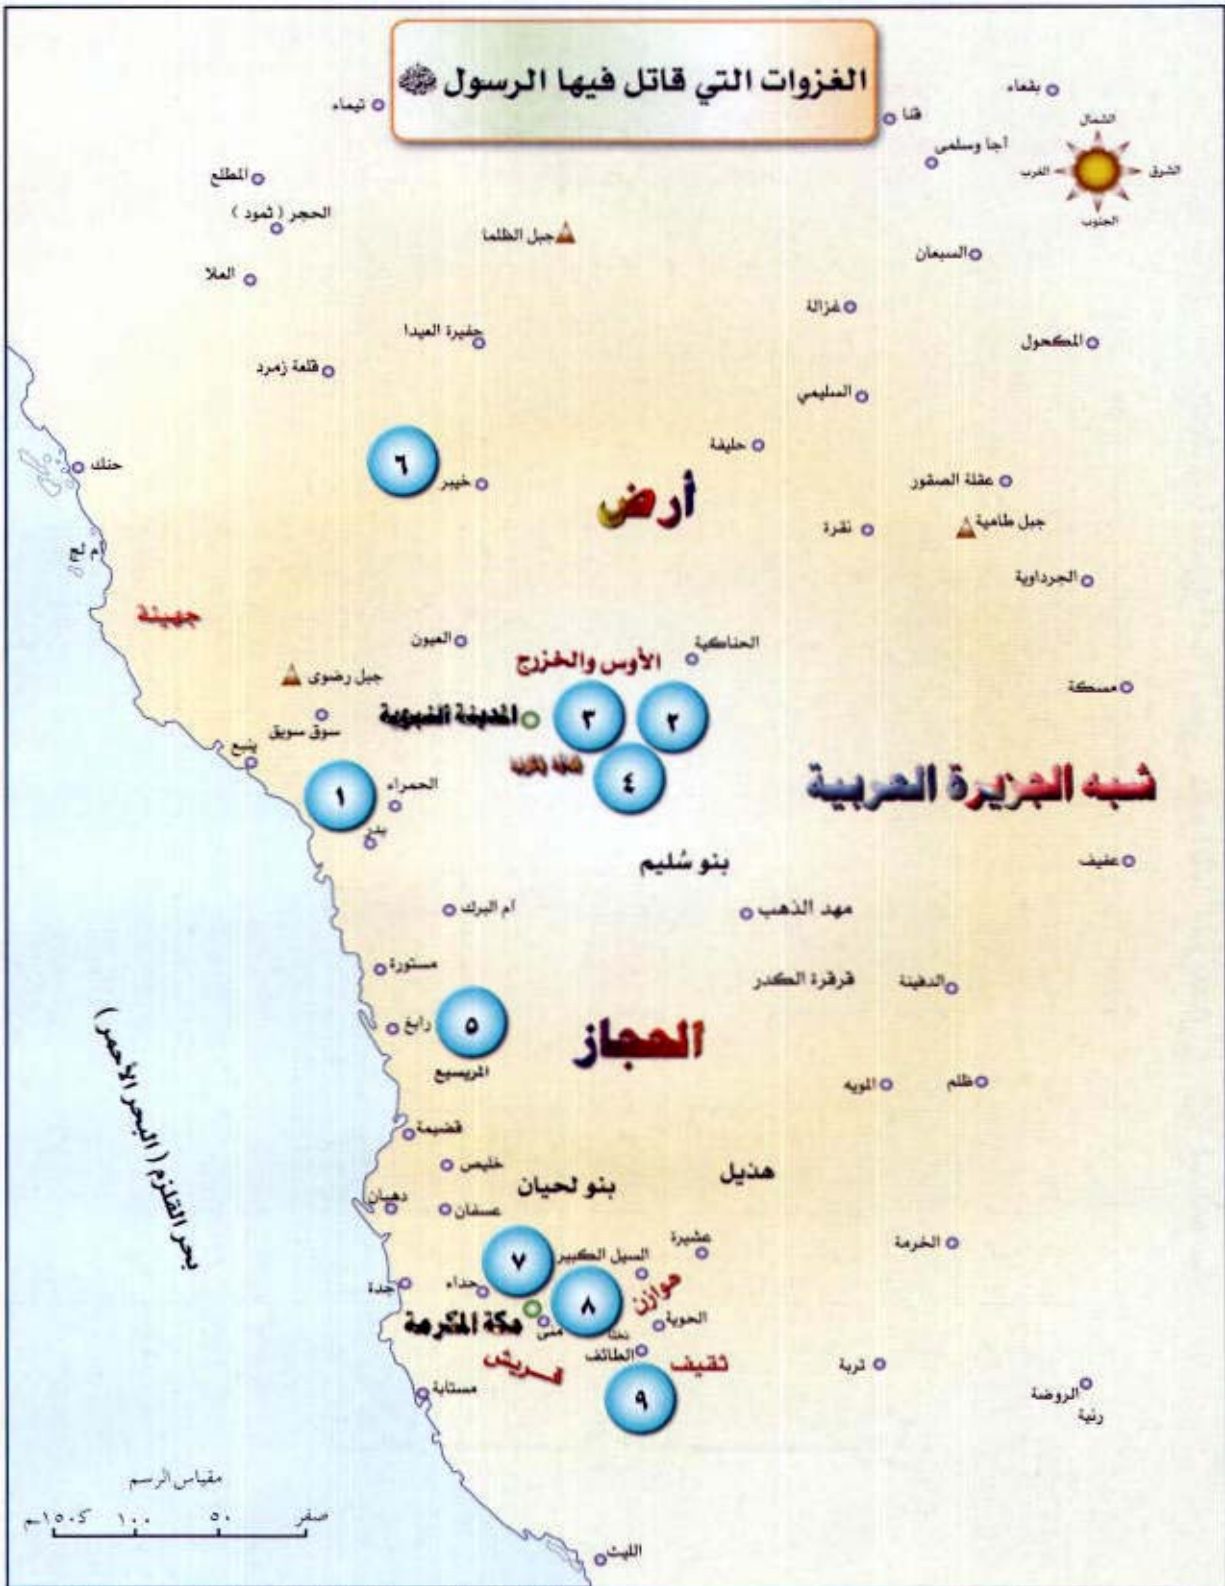 الغزوات التي قاتل فيها الرسول ﷺ
بقعاء
تيماء
قنا
الشمال
أجا وسلمى
الشرق
الغرب
الجنوب
المطلع
الحجر ( ثمود )
جبل الظلما
السبعان
العلا
غزالة
حفيرة العيدا
المكحول
قلعة زمرد
السليمي
حليفة
٦
حنك
خيبر
عقلة الصقور
أرض
جبل طامية
نقرة
أم لج
الجرداوية
جهينة
العيون
الحناكية
الأوس والخزرج
جبل رضوى
مسكة
المدينة النبوية
٣
٢
سوق سويق
ينبع
٤
شبه الجزيرة العربية
١
الحمراء
بدر
بنو سُليم
عفيف
أم البرك
مهد الذهب
مستورة
قرقرة الكدر
الدفينة
رابغ
٥
الحجاز
المريسيع
المويه
ظلم
بحر القلزم ( البحر الأحمر )
قضيمة
خليص
هذيل
بنو لحيان
دهبان
عسفان
عشيرة
الخرمة
٧
السيل الكبير
هوازن
جدة
حداء
٨
مكة المكرمة
منى
الحوية
الطائف
ثقيف
تربة
قريش
مستابة
٩
الروضة
رنية
مقياس الرسم
صفر
٥٠
١٠٠
١٥٠كم
الليث